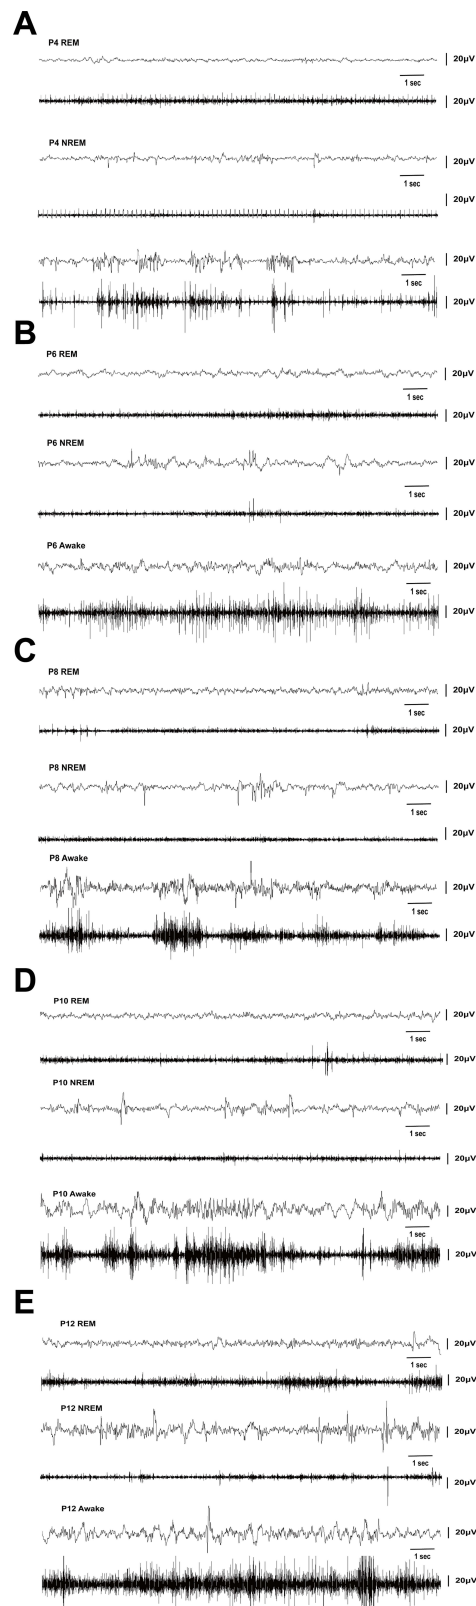 A
P4 REM
20µV
1 sec
20µV
P4 NREM
20µV
1 sec
20µV
20µV
1 sec
20µV
B
P6 REM
20µV
1 sec
20µV
P6 NREM
20µV
1 sec
20µV
P6 Awake
20µV
1 sec
20µV
C
P8 REM
20µV
1 sec
20µV
P8 NREM
20µV
1 sec
20µV
P8 Awake
20µV
1 sec
20µV
D
P10 REM
20µV
1 sec
20µV
P10 NREM
20µV
1 sec
20µV
P10 Awake
20µV
1 sec
20µV
E
P12 REM
20µV
1 sec
20µV
P12 NREM
20µV
1 sec
20µV
P12 Awake
20µV
1 sec
20µV